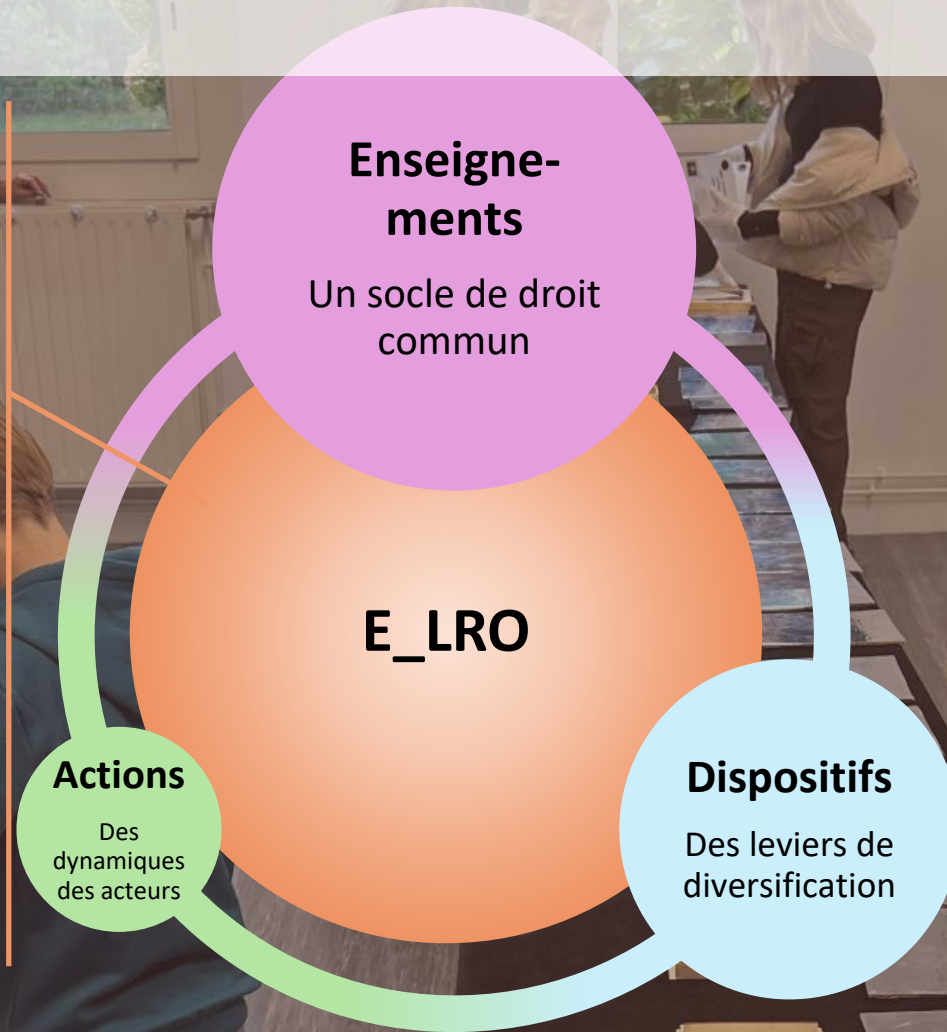 Enseigne-
ments
Un socle de droit
commun
E_LRO
Actions
Des
dynamiques
des acteurs
Dispositifs
Des leviers de
diversification